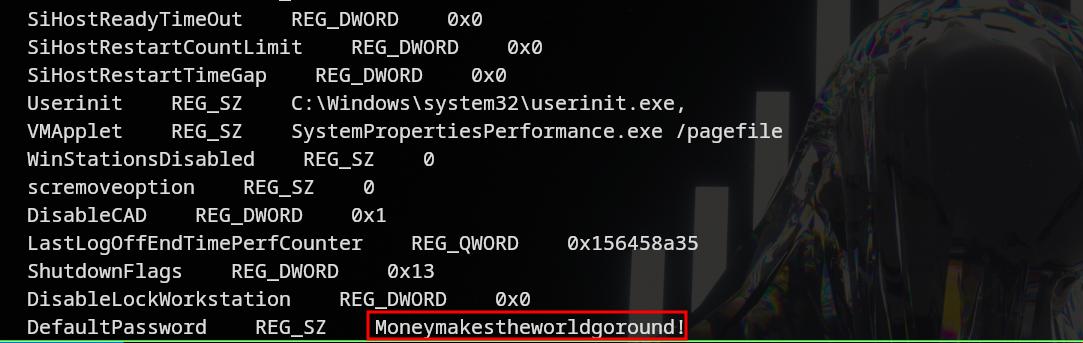 SiHostReadyTimeOut    REG_DWORD    0x0
SiHostRestartCountLimit    REG_DWORD    0x0
SiHostRestartTimeGap    REG_DWORD    0x0
Userinit    REG_SZ    C:\Windows\system32\userinit.exe,
VMApplet    REG_SZ    SystemPropertiesPerformance.exe /pagefile
WinStationsDisabled    REG_SZ    0
scremoveoption    REG_SZ    0
DisableCAD    REG_DWORD    0x1
LastLogOffEndTimePerfCounter    REG_QWORD    0x156458a35
ShutdownFlags    REG_DWORD    0x13
DisableLockWorkstation    REG_DWORD    0x0
DefaultPassword    REG_SZ    Moneymakestheworldgoround!